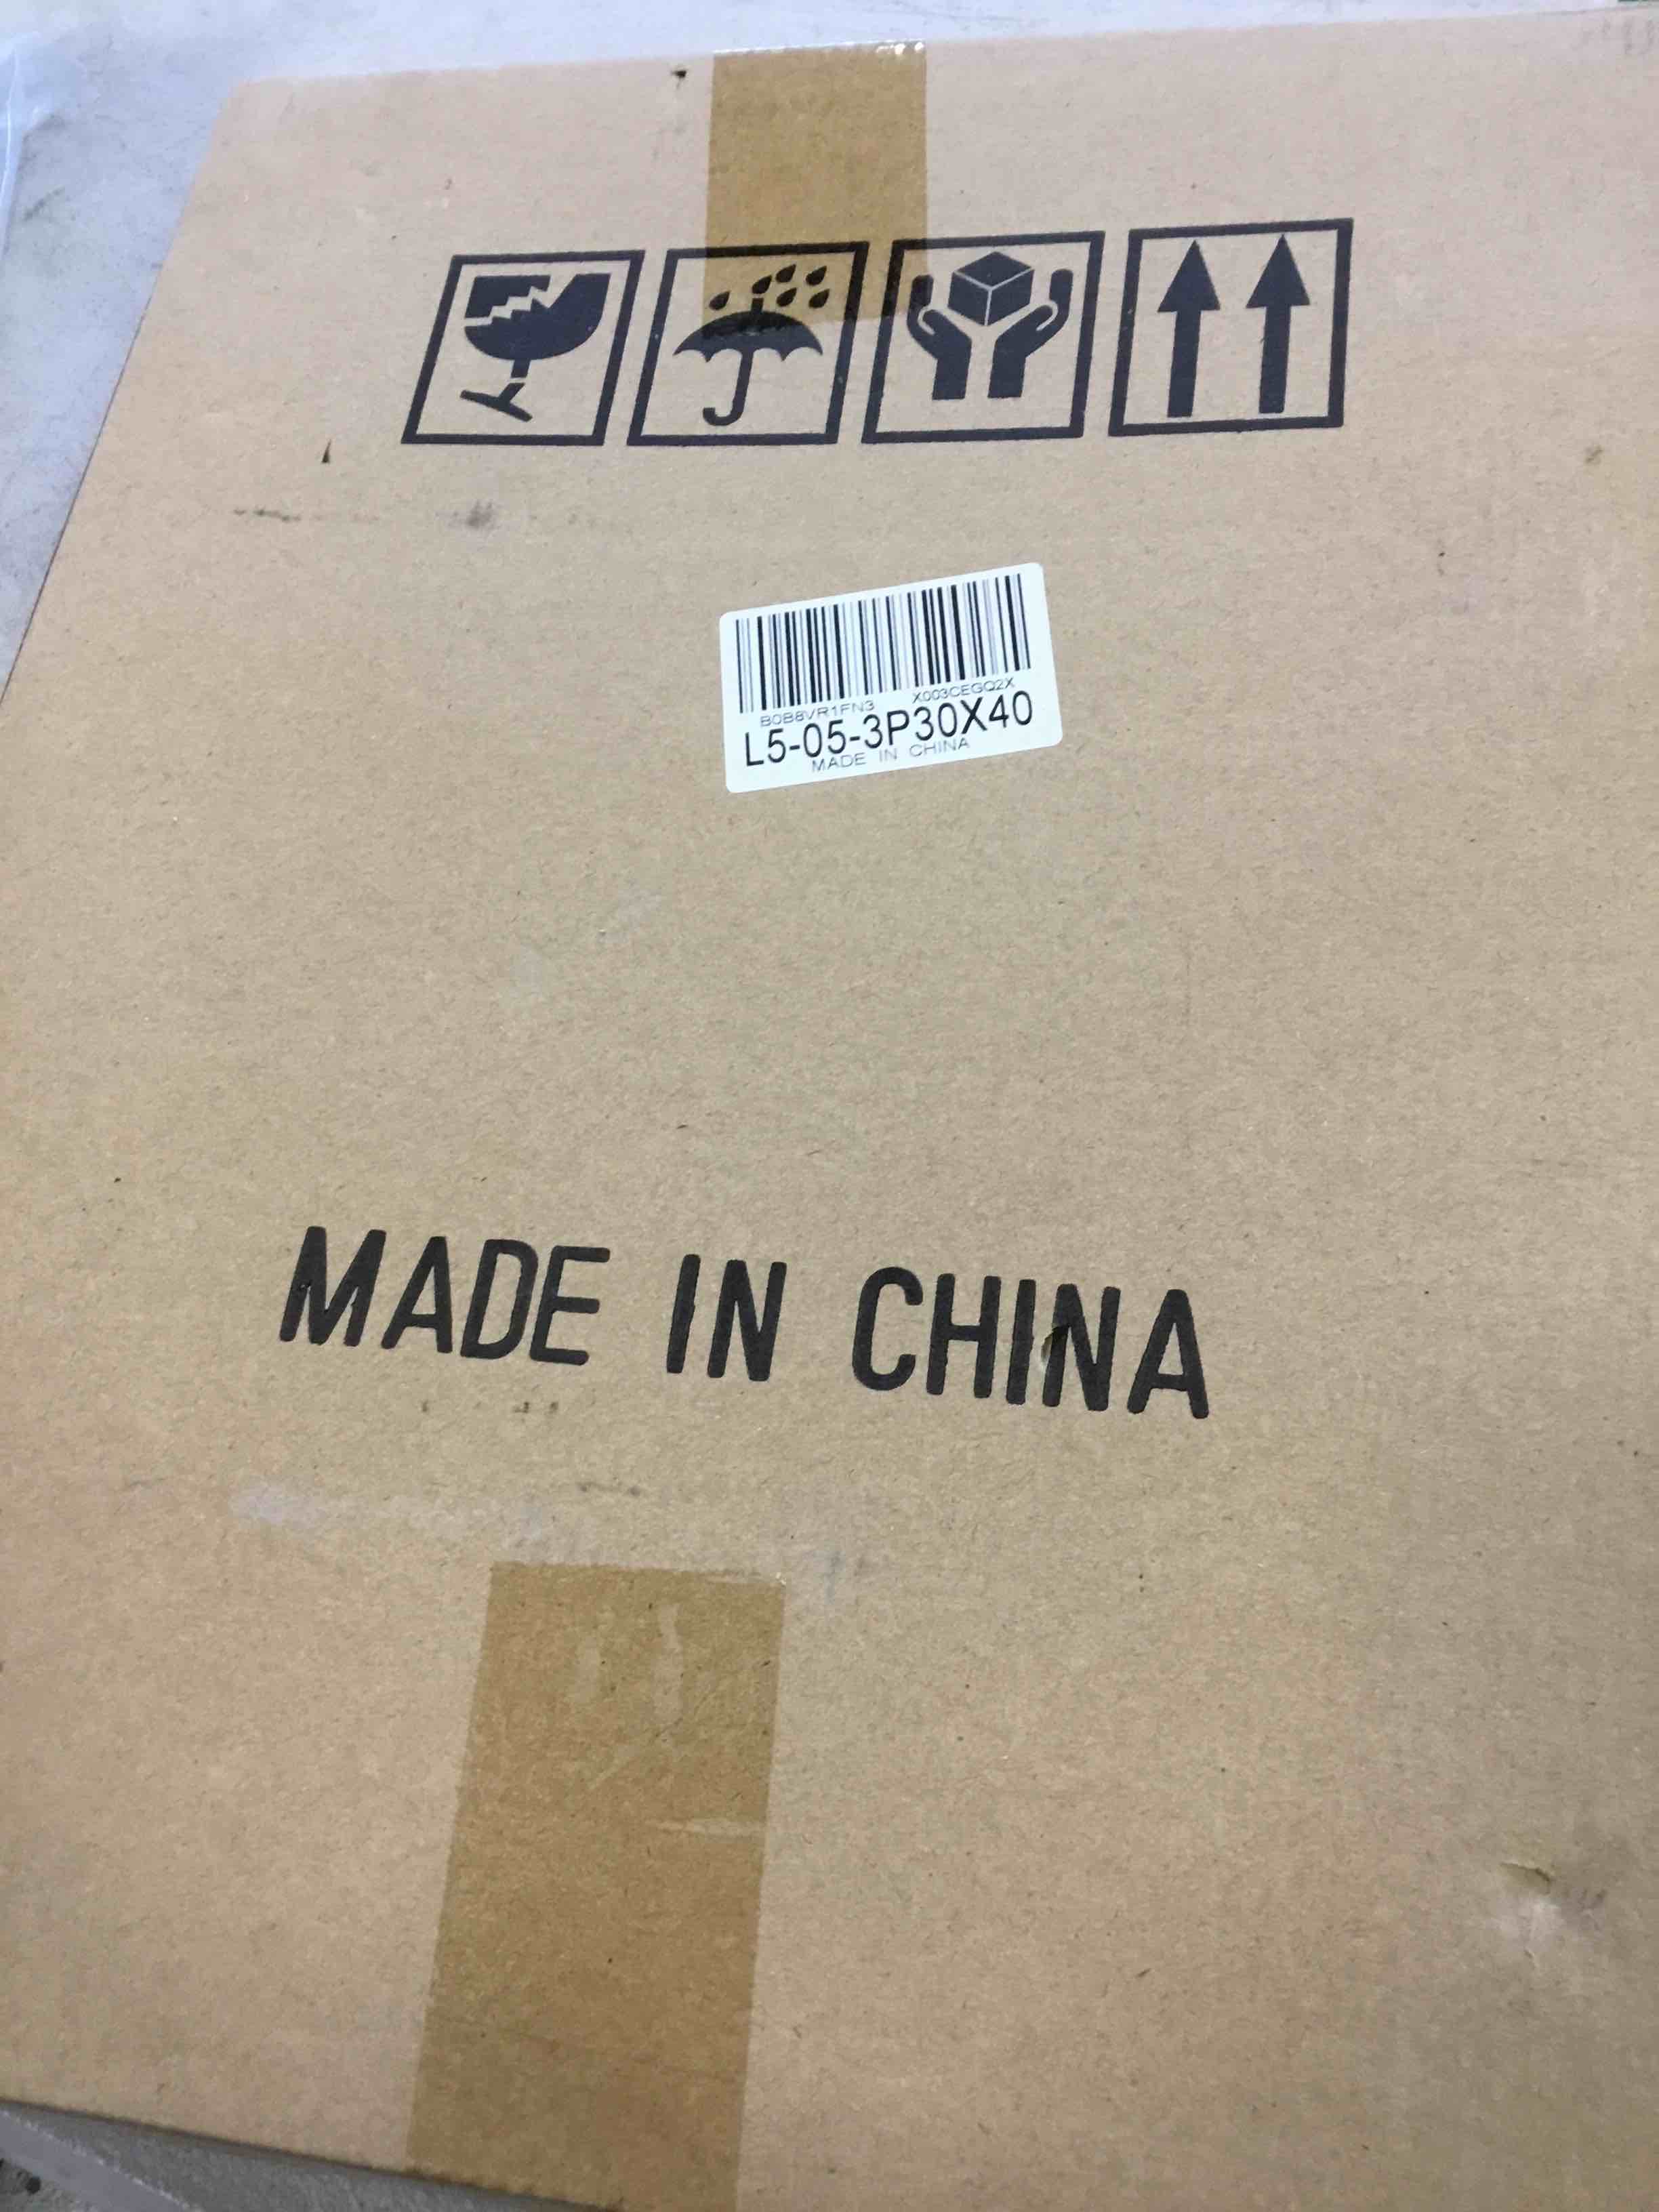 B0B8VR1FN3 X003CEGQ2X
L5-05-3P30X40
MADE IN CHINA
MADE IN CHINA